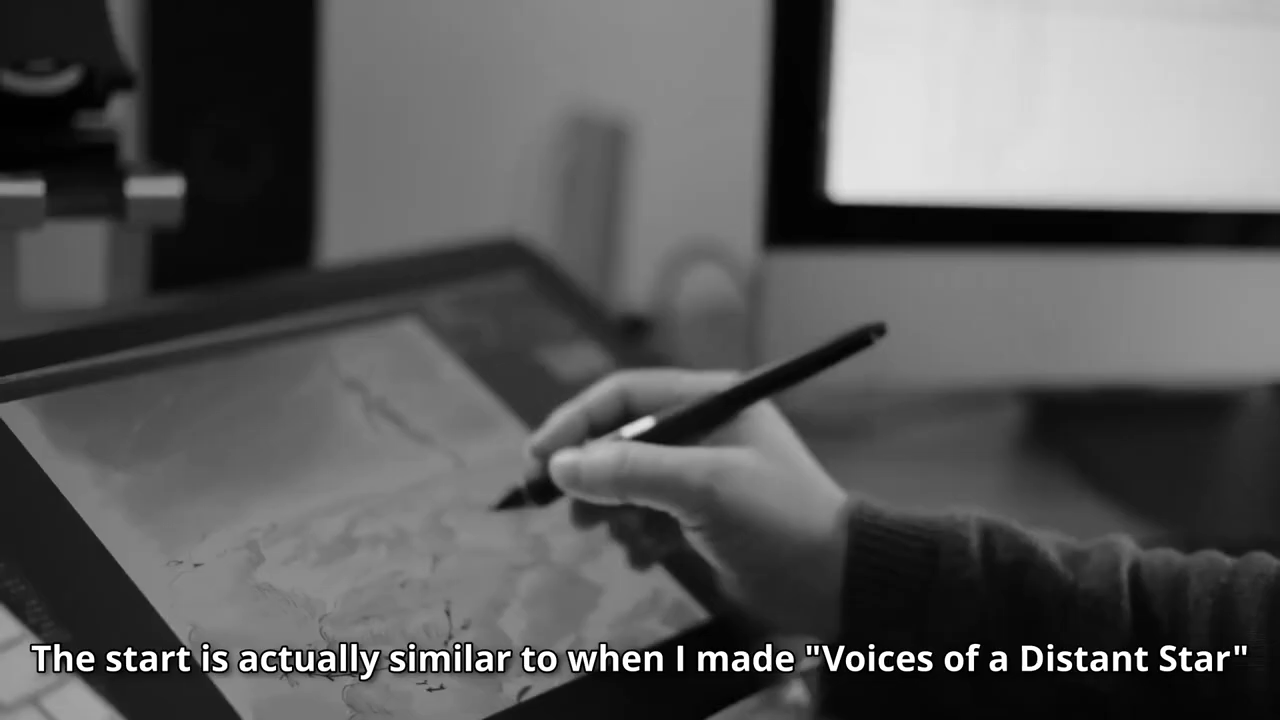 The start is actually similar to when I made "Voices of a Distant Star"